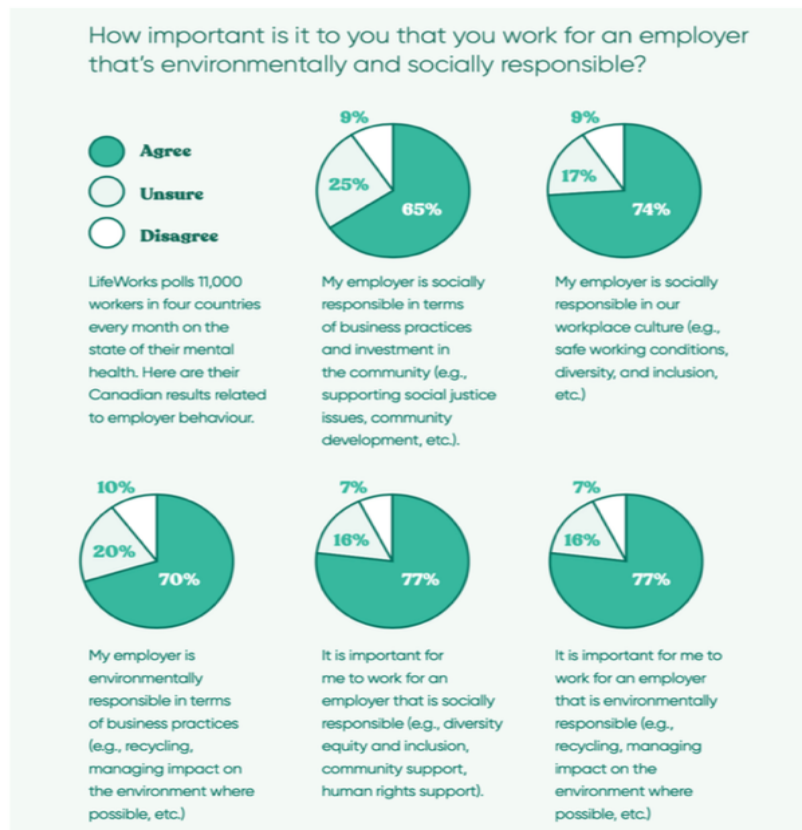 How important is it to you that you work for an employer
that's environmentally and socially responsible?
Agree
Unsure
Disagree
LifeWorks polls 11,000
workers in four countries
every month on the
state of their mental
health. Here are their
Canadian results related
to employer behaviour.
9%
25%
65%
My employer is socially
responsible in terms
of business practices
and investment in
the community (e.g.,
supporting social justice
issues, community
development, etc.).
9%
17%
74%
My employer is socially
responsible in our
workplace culture (e.g.,
safe working conditions,
diversity, and inclusion,
etc.)
10%
20%
70%
My employer is
environmentally
responsible in terms
of business practices
(e.g., recycling,
managing impact on
the environment where
possible, etc.)
7%
16%
77%
It is important for
me to work for an
employer that is socially
responsible (e.g., diversity
equity and inclusion,
community support,
human rights support).
7%
16%
77%
It is important for me to
work for an employer
that is environmentally
responsible (e.g.,
recycling, managing
impact on the
environment where
possible, etc.)